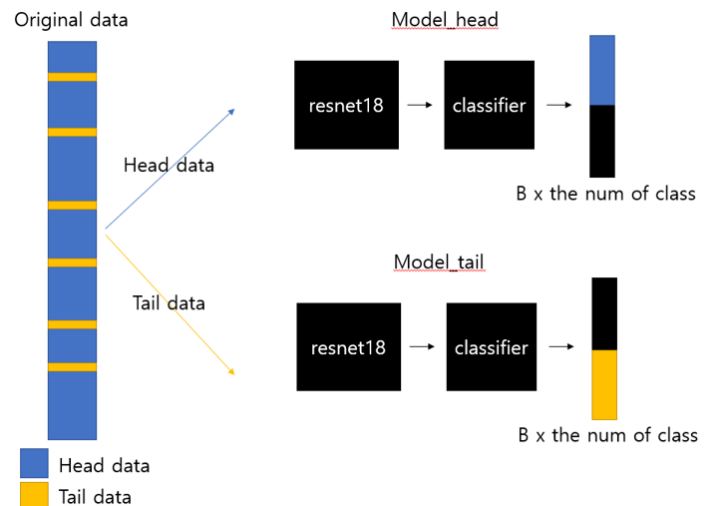 Original data
Model_head
resnet18
classifier
B x the num of class
Head data
Tail data
Model_tail
resnet18
classifier
B x the num of class
Head data
Tail data